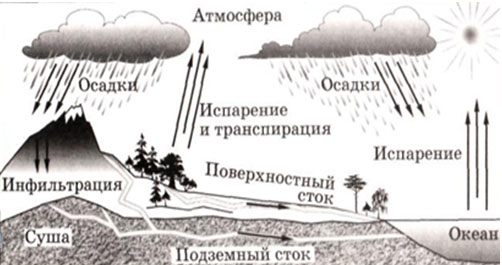 Атмосфера
Осадки
Осадки
Испарение
и транспирация
Испарение
Поверхностный
сток
Инфильтрация
Суша
Подземный сток
Океан